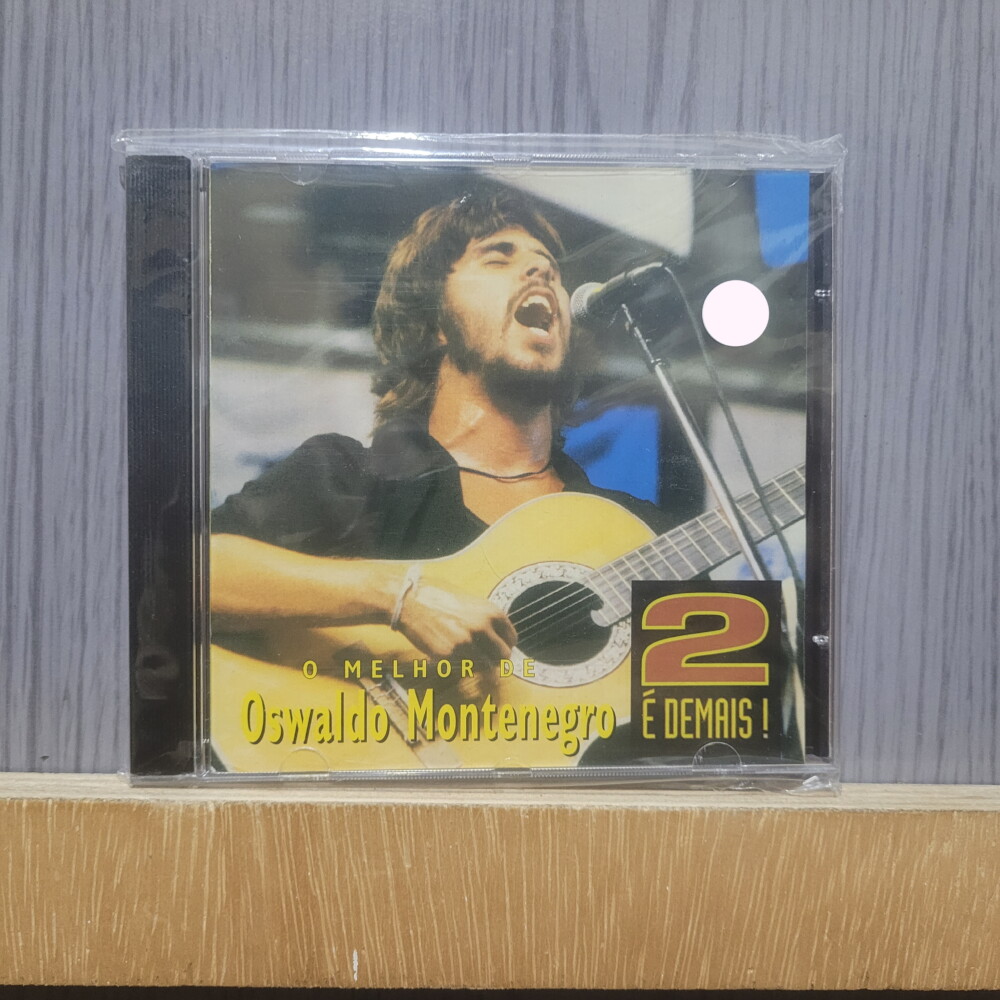 O MELHOR DE
Oswaldo Montenegro
2
É DEMAIS!